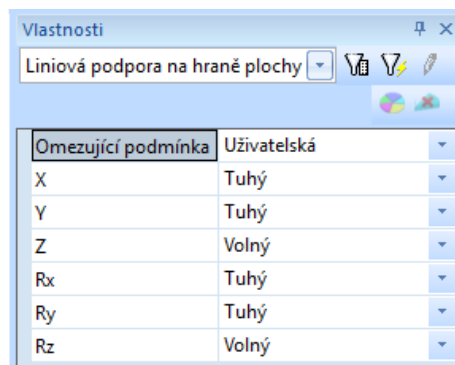 Vlastnosti
Liniová podpora na hraně plochy
Omezující podmínka Uživatelská
X Tuhý
Y Tuhý
Z Volný
Rx Tuhý
Ry Tuhý
Rz Volný